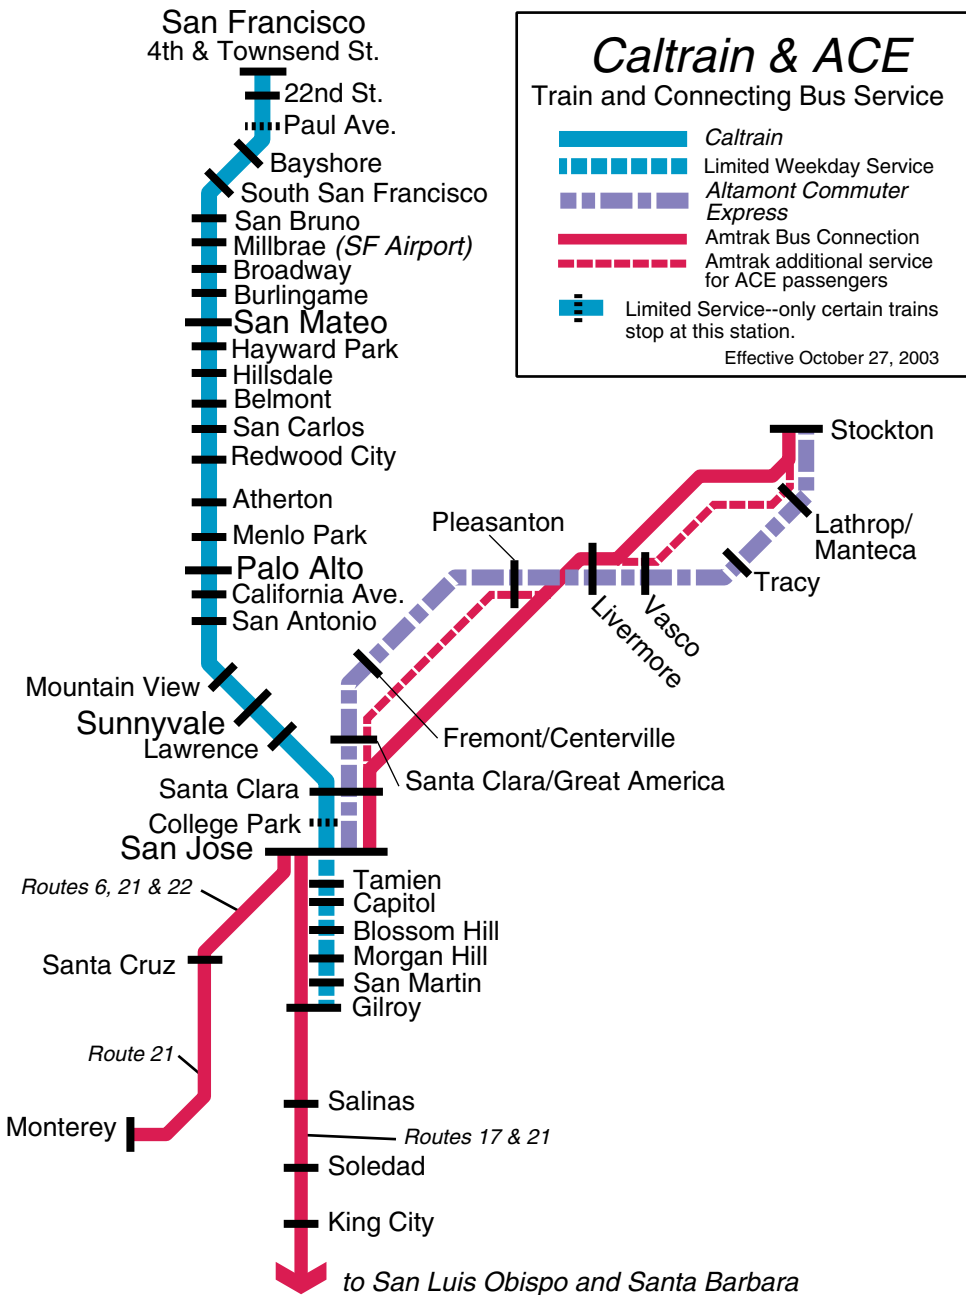 San Francisco
4th & Townsend St.
22nd St.
Paul Ave.
Bayshore
South San Francisco
San Bruno
Millbrae (SF Airport)
Broadway
Burlingame
San Mateo
Hayward Park
Hillsdale
Belmont
San Carlos
Redwood City
Atherton
Menlo Park
Palo Alto
California Ave.
San Antonio
Mountain View
Sunnyvale
Lawrence
Santa Clara
College Park
San Jose
Caltrain & ACE
Train and Connecting Bus Service
Caltrain
Limited Weekday Service
Altamont Commuter
Express
Amtrak Bus Connection
Amtrak additional service
for ACE passengers
Limited Service--only certain trains
stop at this station.
Effective October 27, 2003
Stockton
Lathrop/
Manteca
Tracy
Vasco
Livermore
Pleasanton
Fremont/Centerville
Santa Clara/Great America
Routes 6, 21 & 22
Tamien
Capitol
Blossom Hill
Morgan Hill
San Martin
Gilroy
Santa Cruz
Route 21
Monterey
Salinas
Routes 17 & 21
Soledad
King City
to San Luis Obispo and Santa Barbara